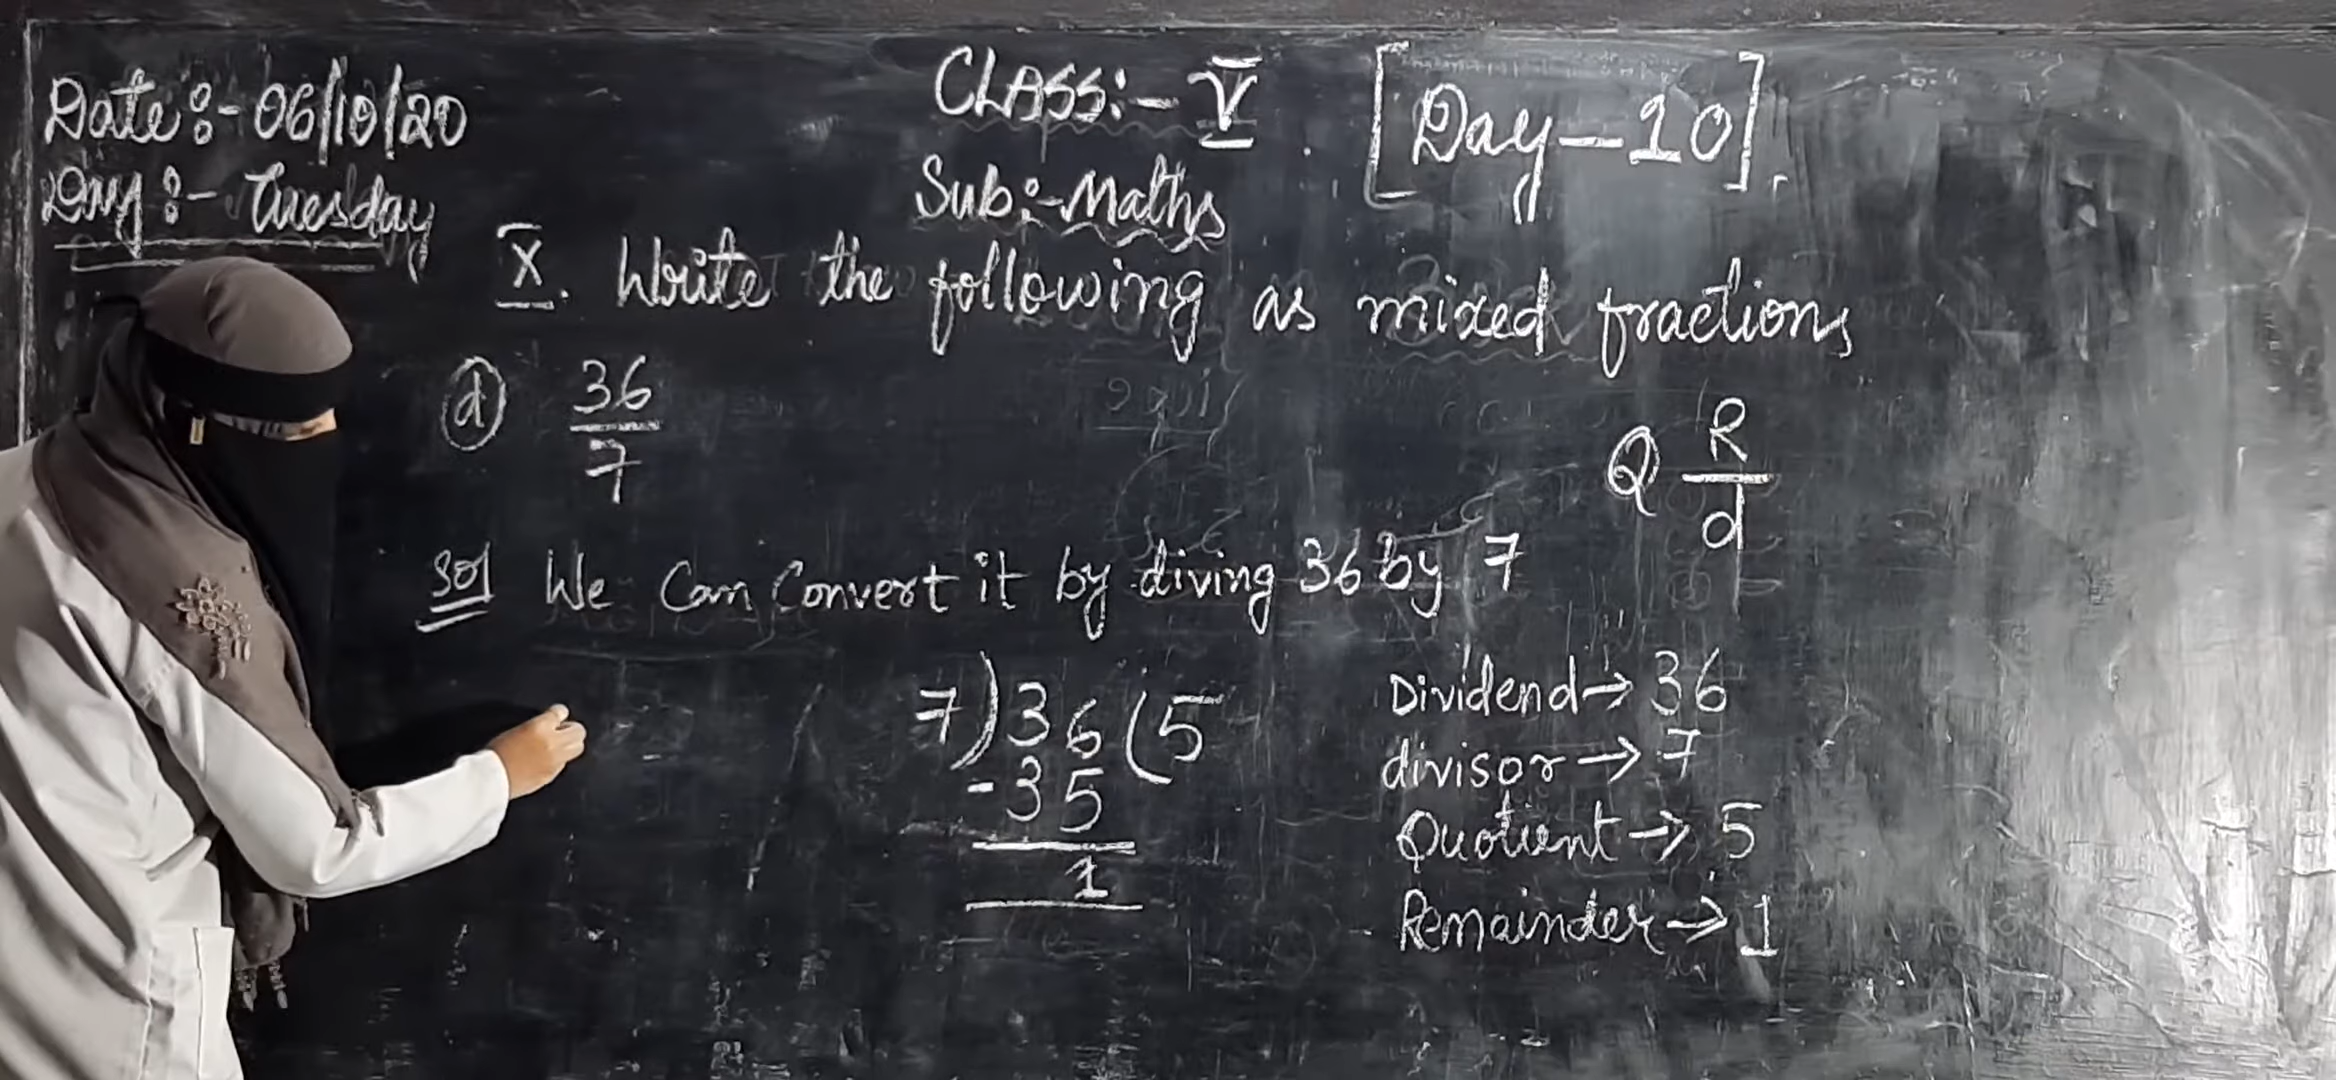 Date:- 06/10/20
Day:- Tuesday
CLASS:- V
[Day-10].
Sub:-Maths
X. Write the following as mixed fractions
(d) 36/7
Q R/d
Sol We Can Convert it by diving 36 by 7
7)36(5
-35
1
Dividend→ 36
divisor→ 7
Quotient→ 5
Remainder→ 1